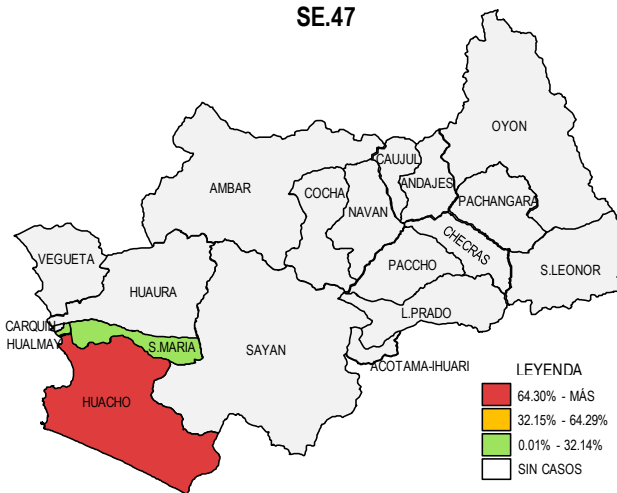 SE.47
OYON
CAUJUL
AMBAR
COCHA
ANDAJES
NAVAN
PACHANGARA
CHECRAS
VEGUETA
HUAURA
PACCHO
S.LEONOR
L.PRADO
CARQUIN
HUALMAY
S.MARIA
SAYAN
ACOTAMA-IHUARI
HUACHO
LEYENDA
64.30% - MÁS
32.15% - 64.29%
0.01% - 32.14%
SIN CASOS